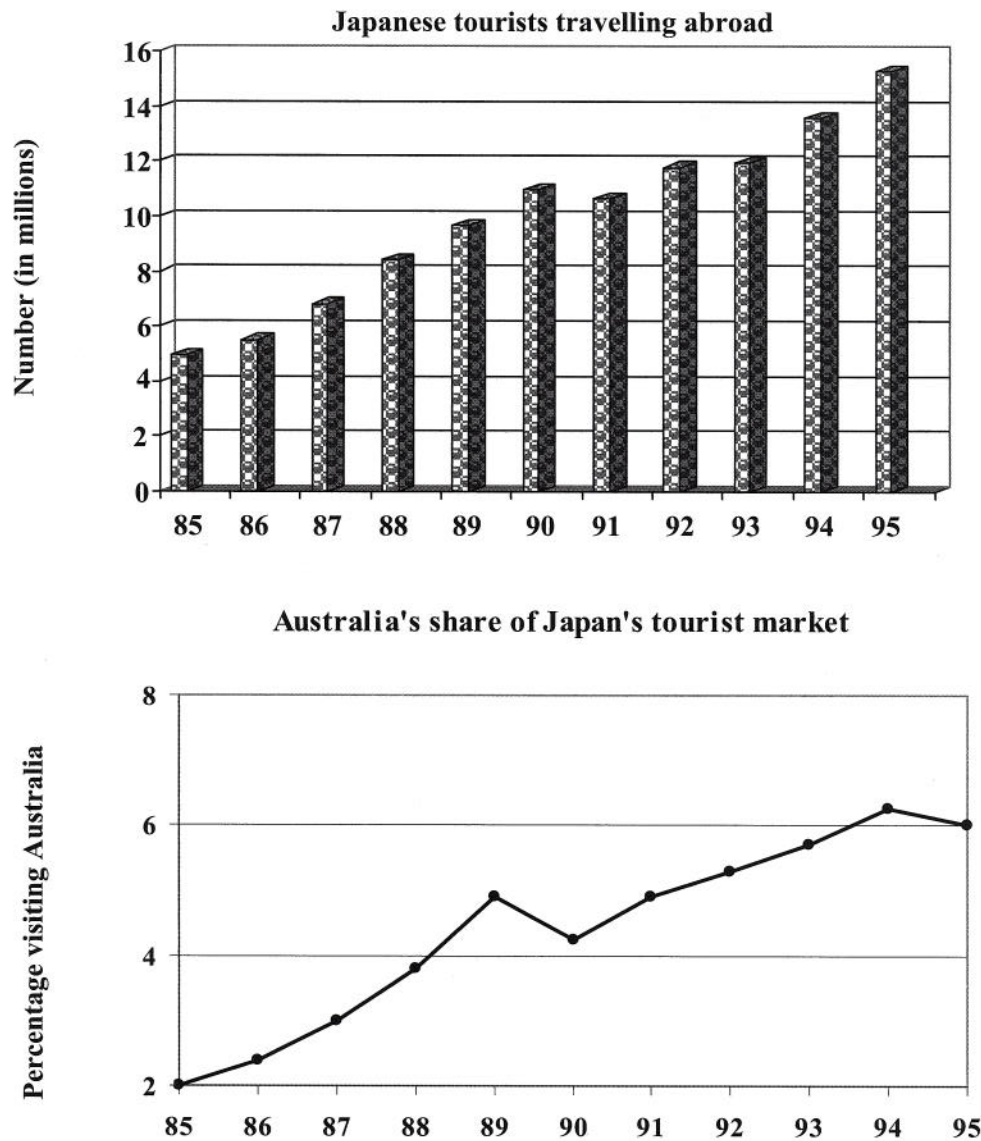 Japanese tourists travelling abroad
Number (in millions)
16
14
12
10
8
6
4
2
0
85 86 87 88 89 90 91 92 93 94 95
Australia's share of Japan's tourist market
Percentage visiting Australia
8
6
4
2
85 86 87 88 89 90 91 92 93 94 95